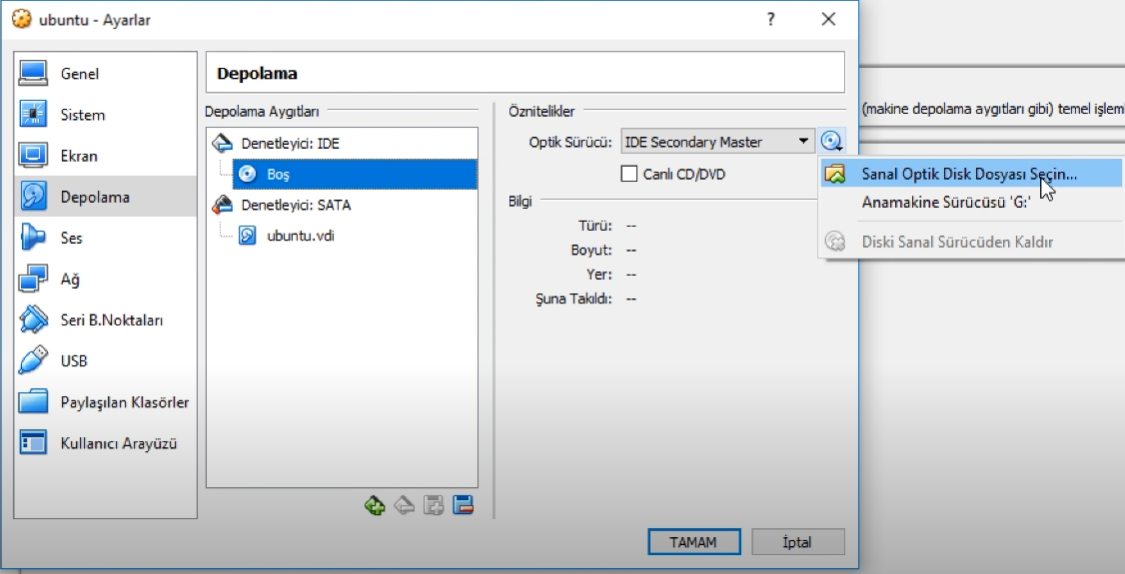 ubuntu - Ayarlar
?
Genel
Sistem
Ekran
Depolama
Ses
Ağ
Seri B.Noktaları
USB
Paylaşılan Klasörler
Kullanıcı Arayüzü
Depolama
Depolama Aygıtları
Denetleyici: IDE
Boş
Denetleyici: SATA
ubuntu.vdi
Öznitelikler
Optik Sürücü: IDE Secondary Master
Canlı CD/DVD
Bilgi
Türü: --
Boyut: --
Yer: --
Şuna Takıldı: --
Sanal Optik Disk Dosyası Seçin...
Anamakine Sürücüsü 'G:'
Diski Sanal Sürücüden Kaldır
(makine depolama aygıtları gibi) temel işlem
TAMAM
İptal